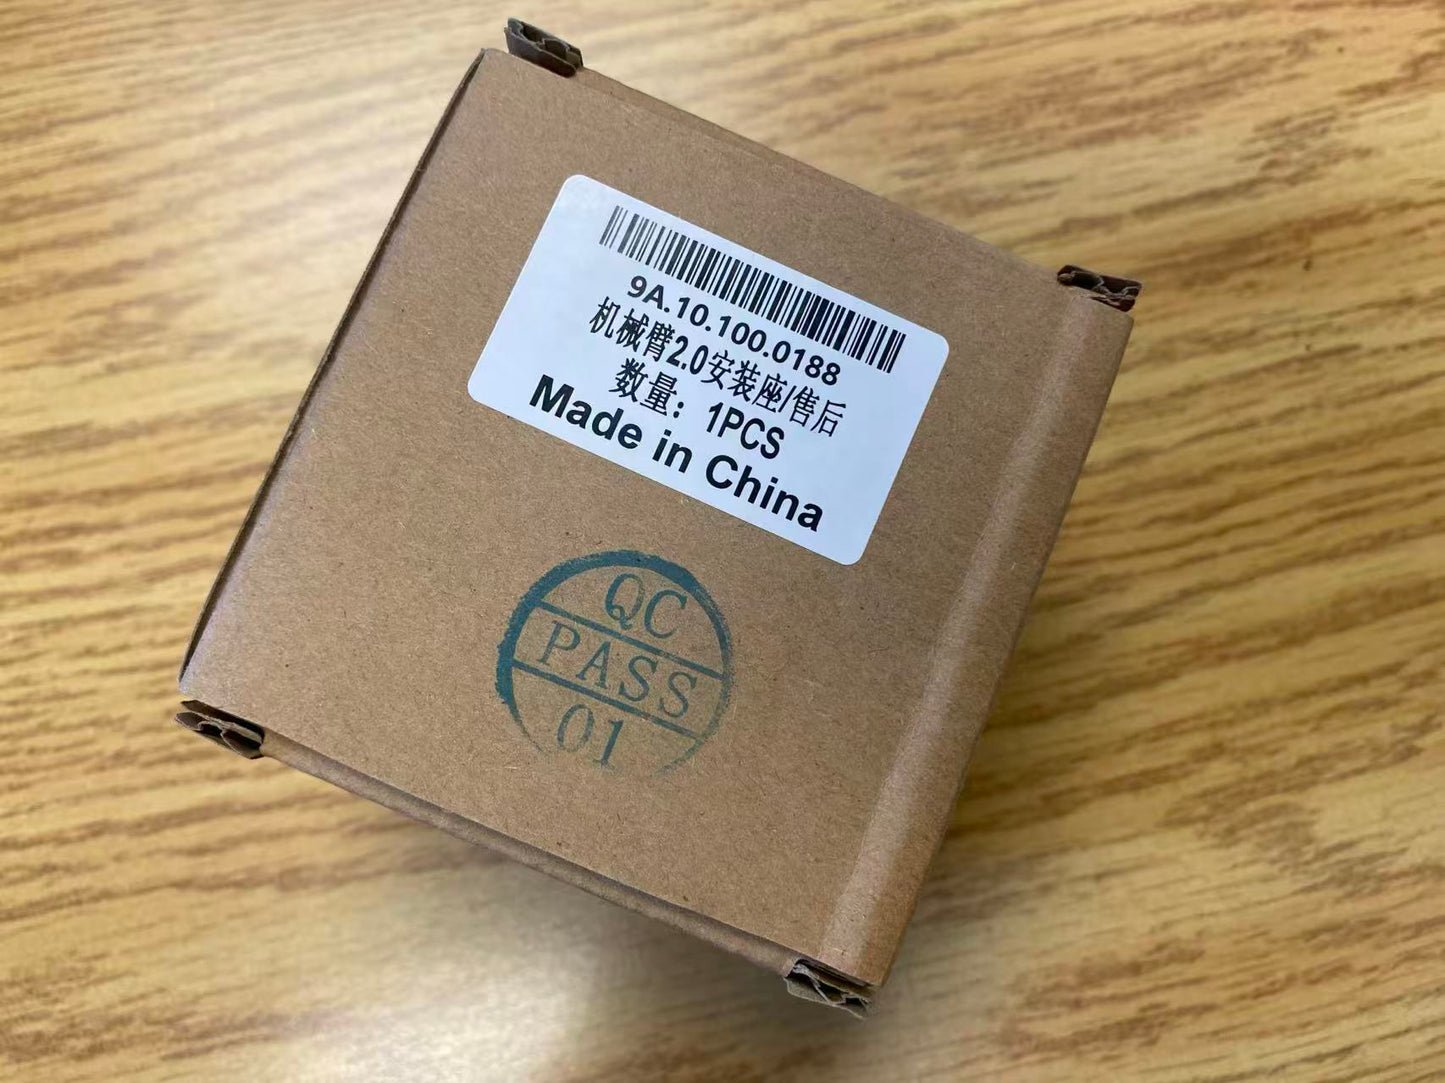 9A.10.100.0188
机械臂2.0安装座/售后
数量：1PCS
Made in China
QC
PASS
01